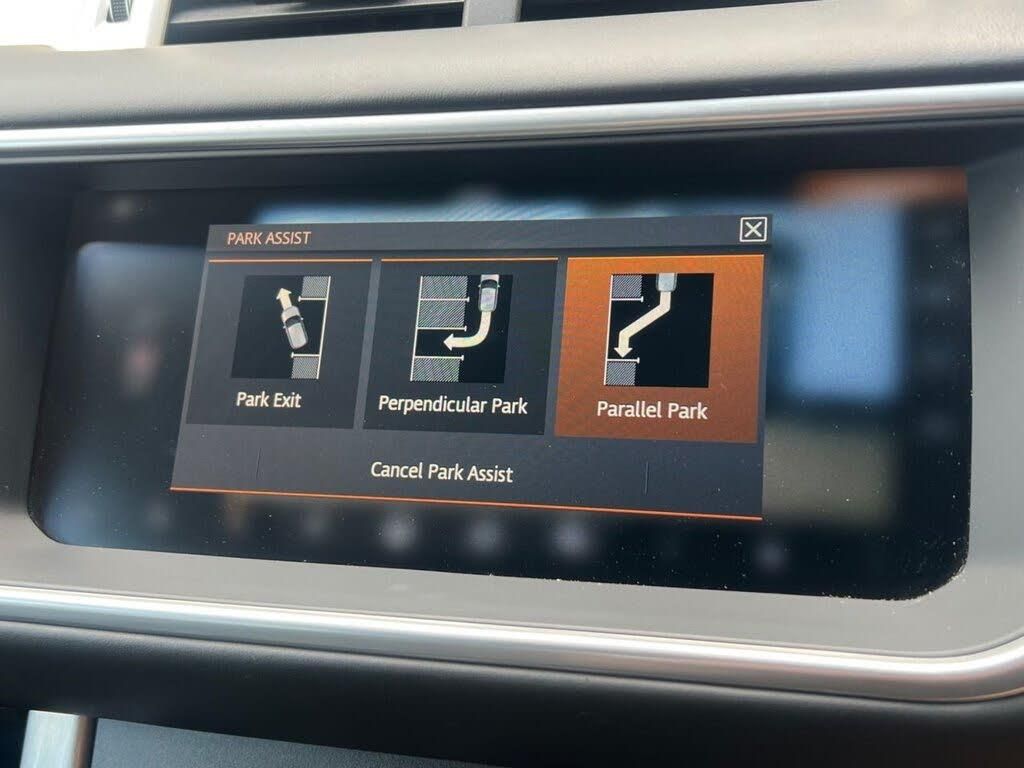 PARK ASSIST
Park Exit
Perpendicular Park
Parallel Park
Cancel Park Assist